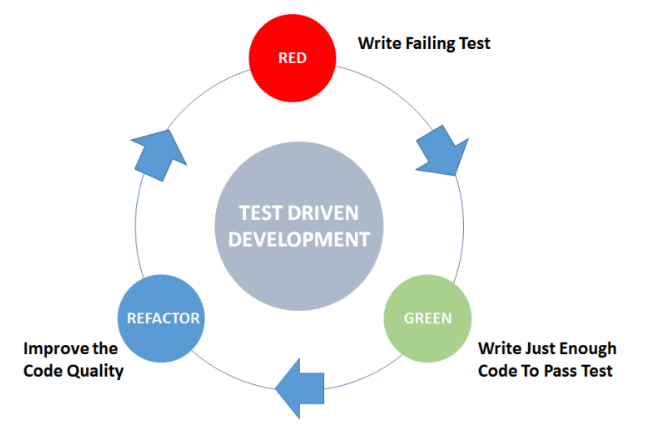 RED
Write Failing Test
TEST DRIVEN
DEVELOPMENT
REFACTOR
GREEN
Improve the
Code Quality
Write Just Enough
Code To Pass Test